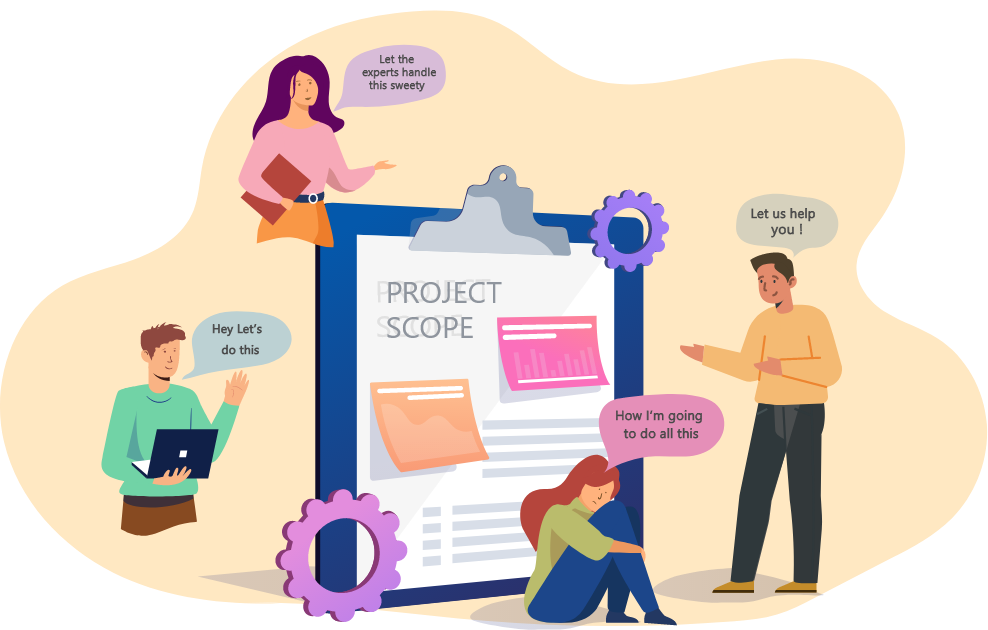 Let the
experts handle
this sweety
Let us help
you !
PROJECT
SCOPE
Hey Let's
do this
How I'm going
to do all this